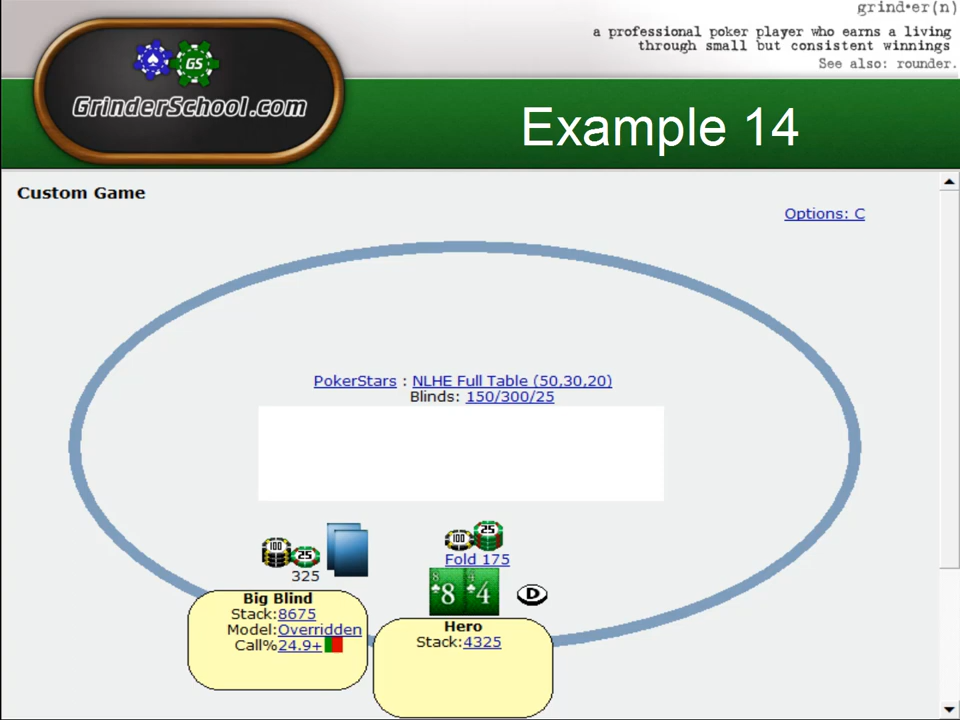 grind•er(n)
a professional poker player who earns a living
through small but consistent winnings
See also: rounder.
GS
GrinderSchool.com
Example 14
Custom Game
Options: C
PokerStars : NLHE Full Table (50,30,20)
Blinds: 150/300/25
100
25
325
100
25
Fold 175
8 4
D
Big Blind
Stack:8675
Model:Overridden
Call%24.9+
Hero
Stack:4325